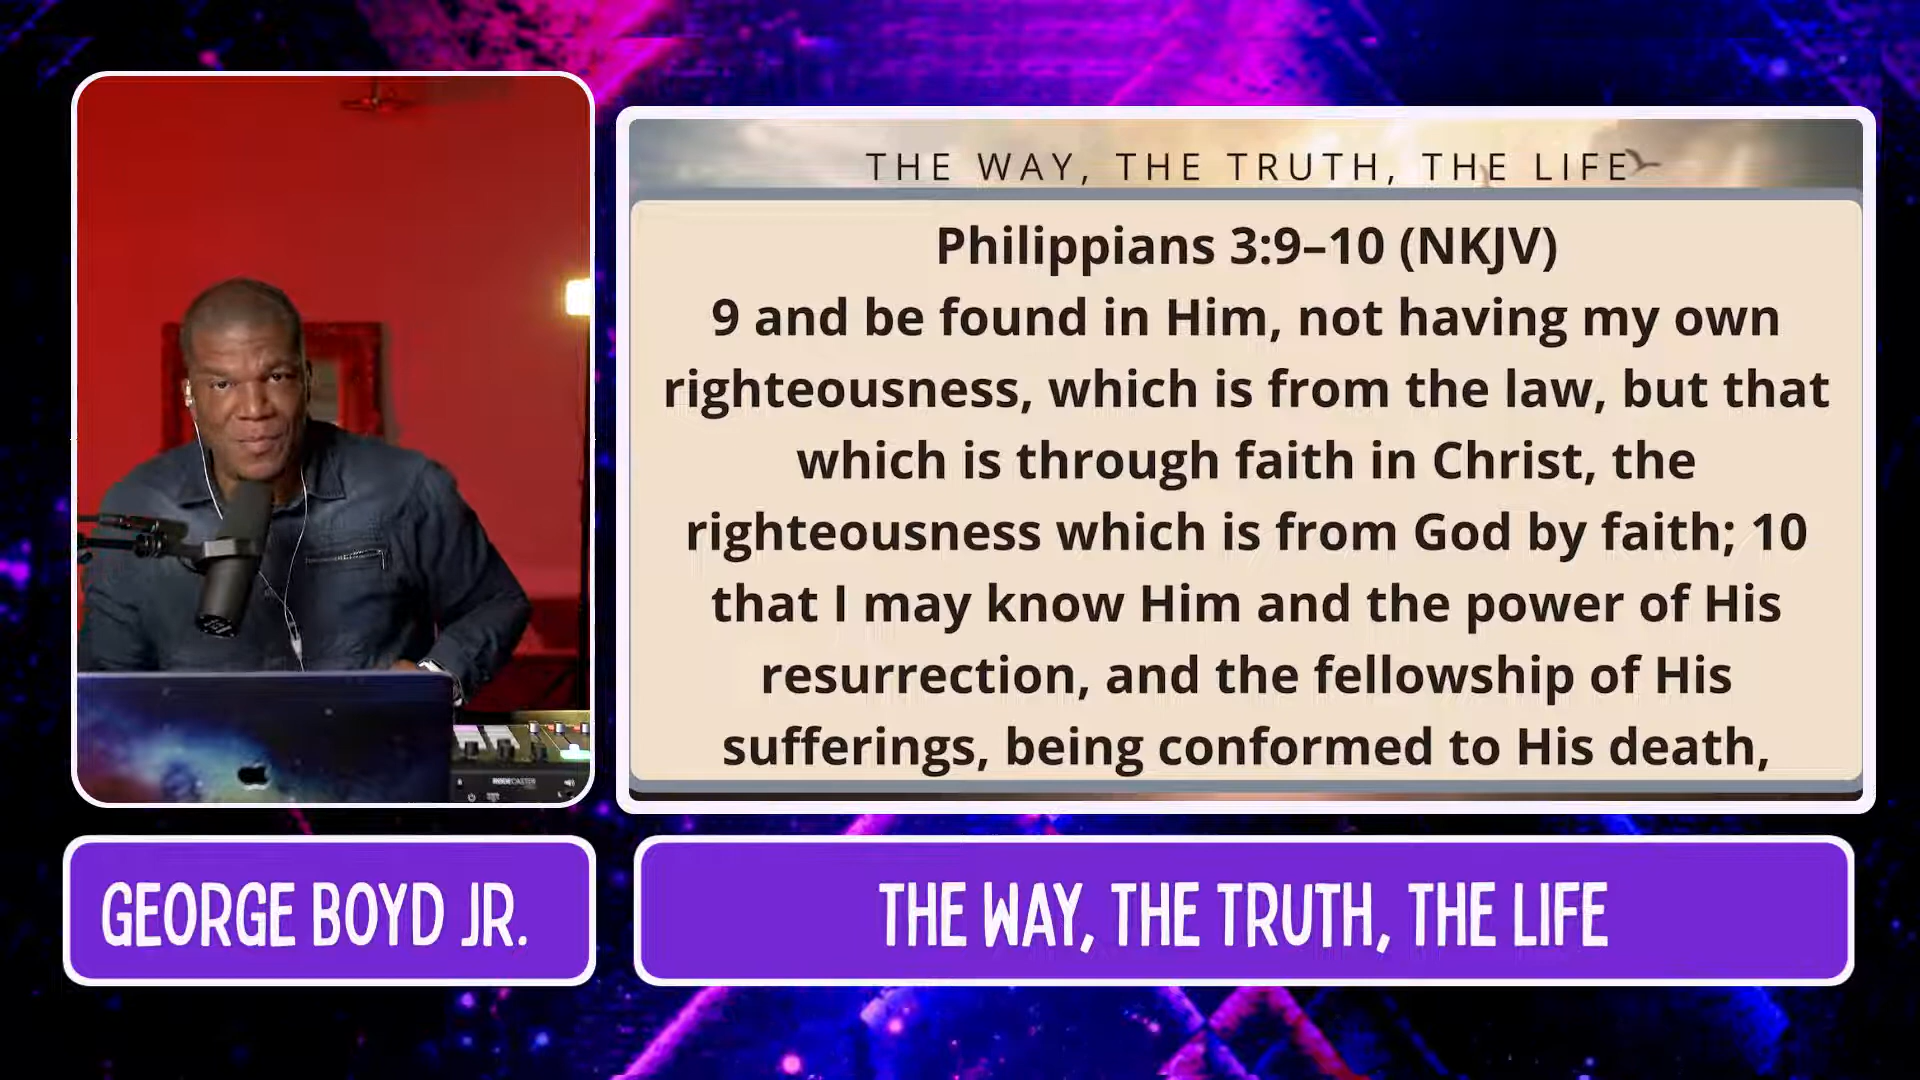 THE WAY, THE TRUTH, THE LIFE
Philippians 3:9–10 (NKJV)
9 and be found in Him, not having my own
righteousness, which is from the law, but that
which is through faith in Christ, the
righteousness which is from God by faith; 10
that I may know Him and the power of His
resurrection, and the fellowship of His
sufferings, being conformed to His death,
GEORGE BOYD JR.
THE WAY, THE TRUTH, THE LIFE